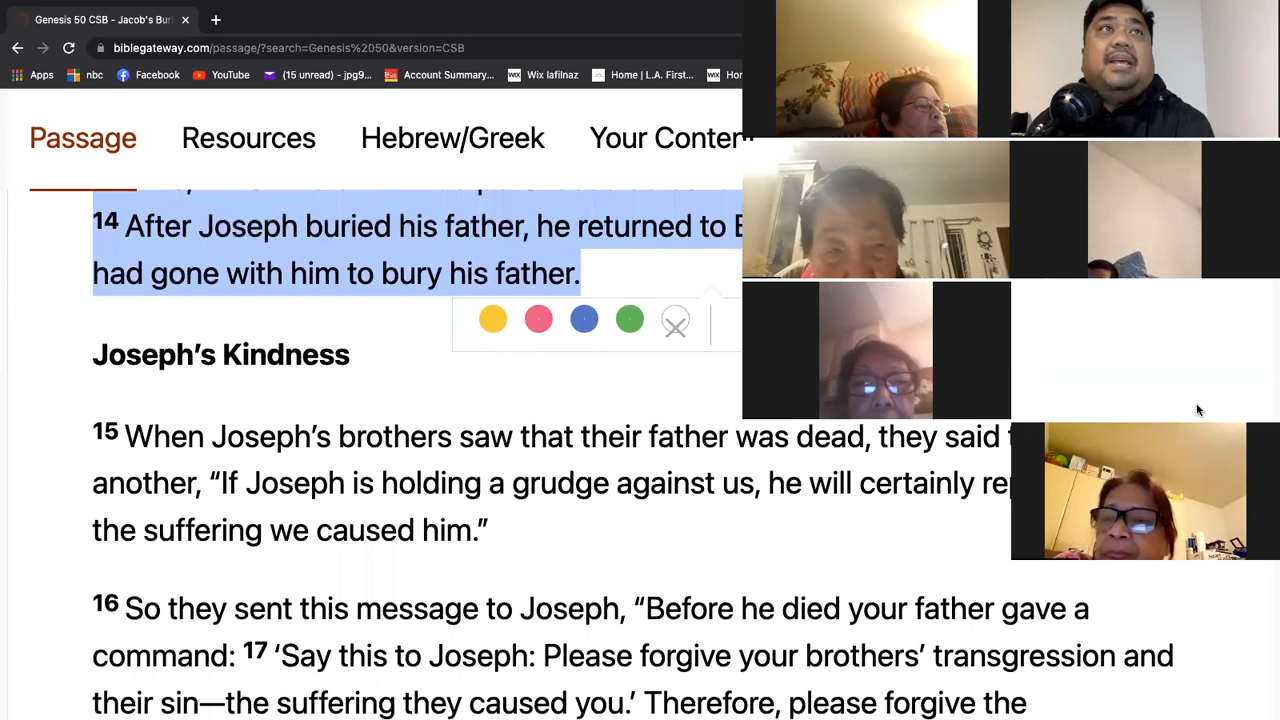 Genesis 50 CSB - Jacob's Buri
biblegateway.com/passage/?search=Genesis%2050&version=CSB
Apps nbc Facebook YouTube (15 unread) - jpg9... Account Summary... Wix lafilnaz Home | L.A. First... Hor
Passage Resources Hebrew/Greek Your Content
14 After Joseph buried his father, he returned to E
had gone with him to bury his father.
Joseph’s Kindness
15 When Joseph’s brothers saw that their father was dead, they said
another, “If Joseph is holding a grudge against us, he will certainly
the suffering we caused him.”
16 So they sent this message to Joseph, “Before he died your father gave a
command: 17 ‘Say this to Joseph: Please forgive your brothers’ transgression and
their sin—the suffering they caused you.’ Therefore, please forgive the